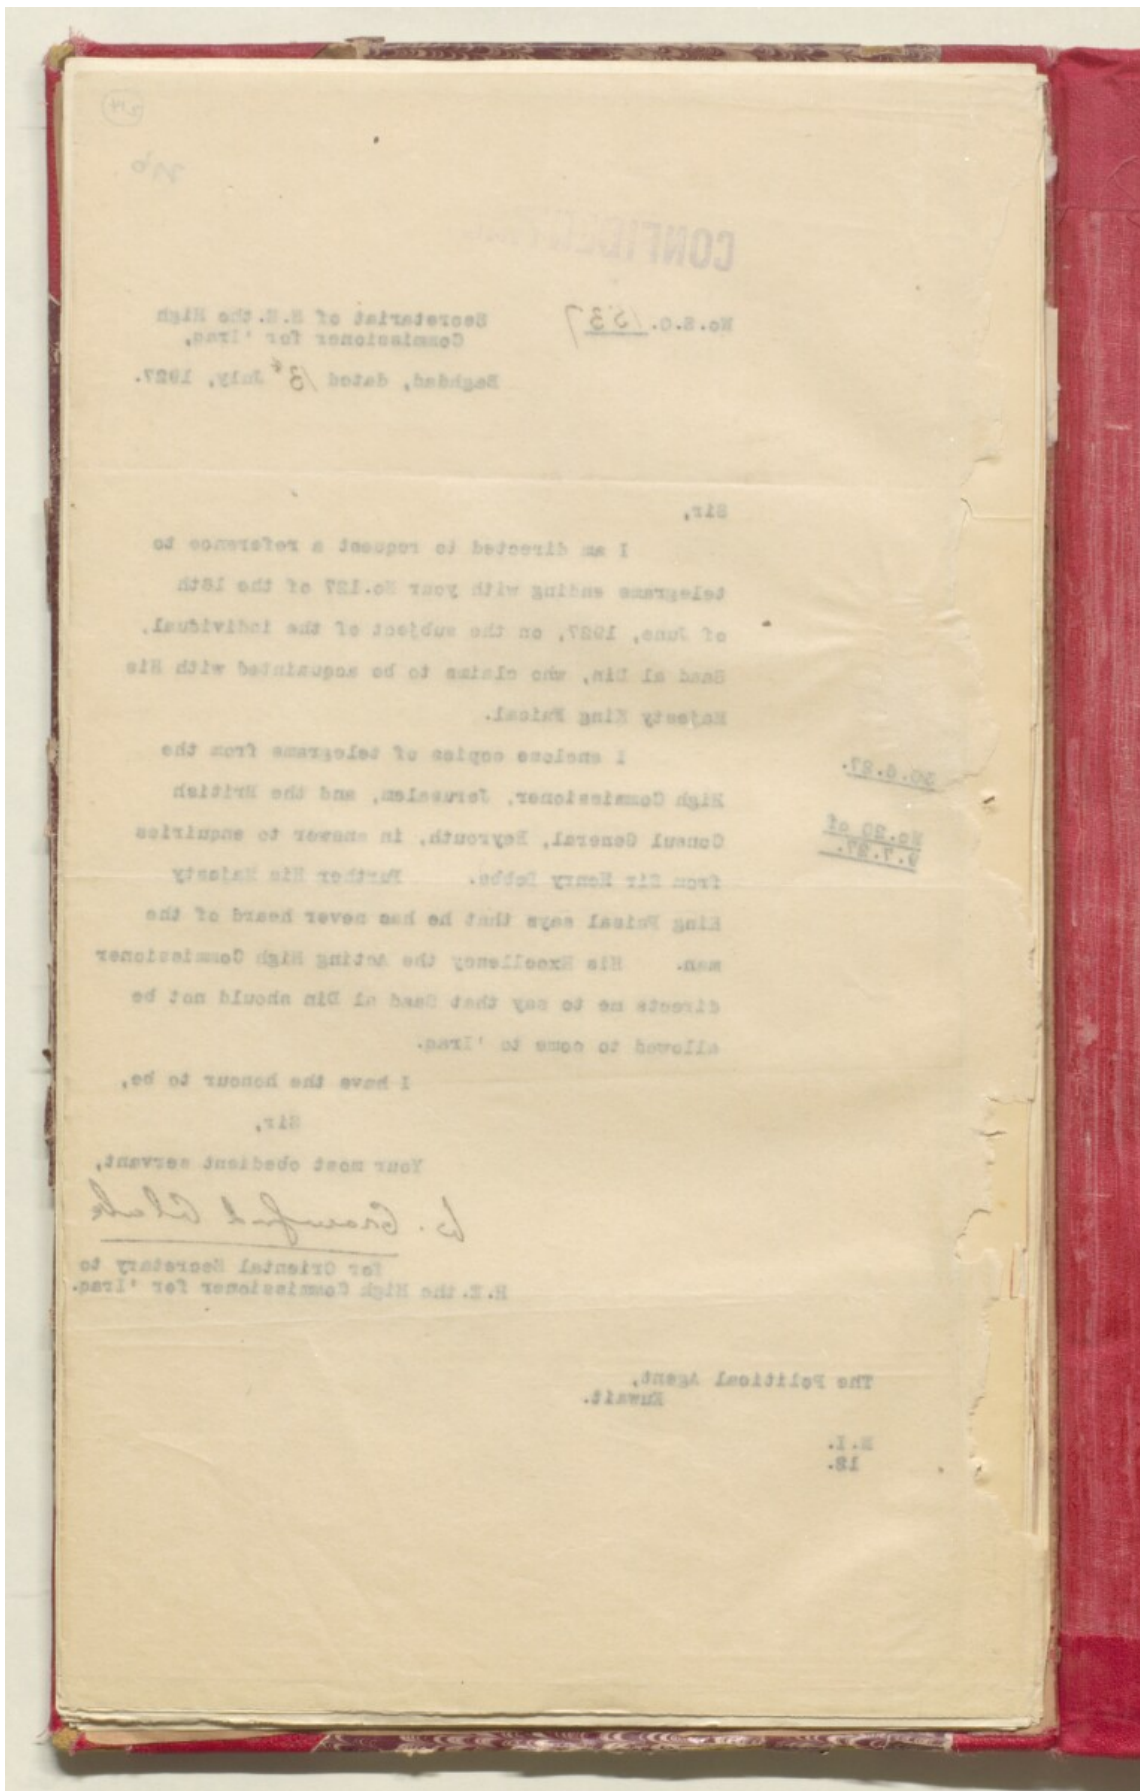 CONFIDENTIAL
No.S.O. 1537
Secretariat of H.E. the High
Commissioner for 'Iraq,
Baghdad, dated 13th July, 1927.
Sir,
I am directed to request a reference to
telegrams ending with your No.127 of the 18th
of June, 1927, on the subject of the individual,
Saad al Din, who claims to be acquainted with His
Majesty King Faisal.
I enclose copies of telegrams from the
30.6.27.
High Commissioner, Jerusalem, and the British
No.20 of
9.7.27.
Consul General, Beyrouth, in answer to enquiries
from Sir Henry Dobbs. Further His Majesty
King Faisal says that he has never heard of the
man. His Excellency the Acting High Commissioner
directs me to say that Saad al Din should not be
allowed to come to 'Iraq.
I have the honour to be,
Sir,
Your most obedient servant,
For Oriental Secretary to
H.E. the High Commissioner for 'Iraq.
The Political Agent,
Kuwait.
18.